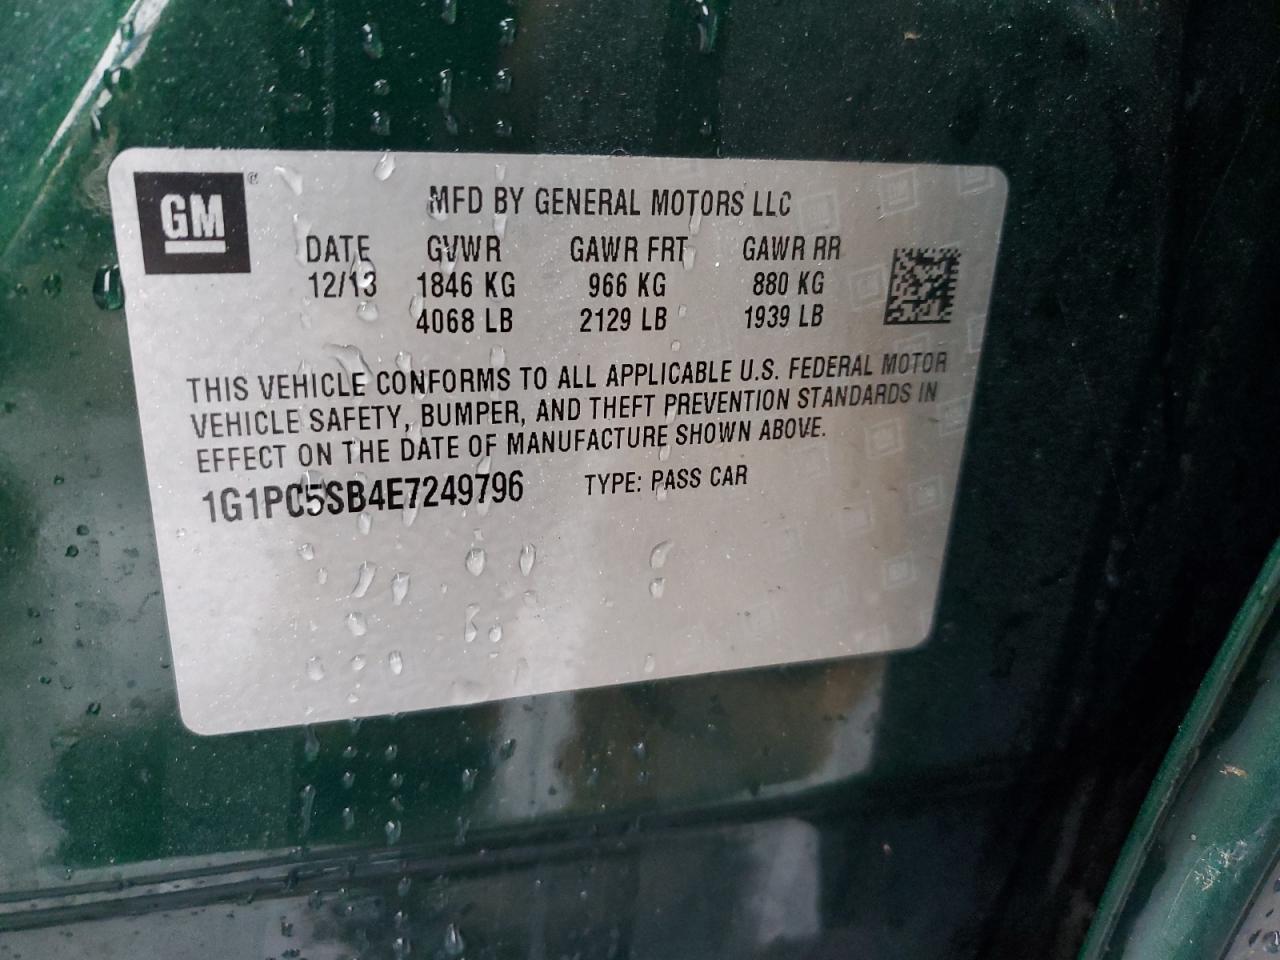 GM®
MFD BY GENERAL MOTORS LLC
DATE GVWR GAWR FRT GAWR RR
12/13 1846 KG 966 KG 880 KG
4068 LB 2129 LB 1939 LB
THIS VEHICLE CONFORMS TO ALL APPLICABLE U.S. FEDERAL MOTOR
VEHICLE SAFETY, BUMPER, AND THEFT PREVENTION STANDARDS IN
EFFECT ON THE DATE OF MANUFACTURE SHOWN ABOVE.
1G1PC5SB4E7249796 TYPE: PASS CAR